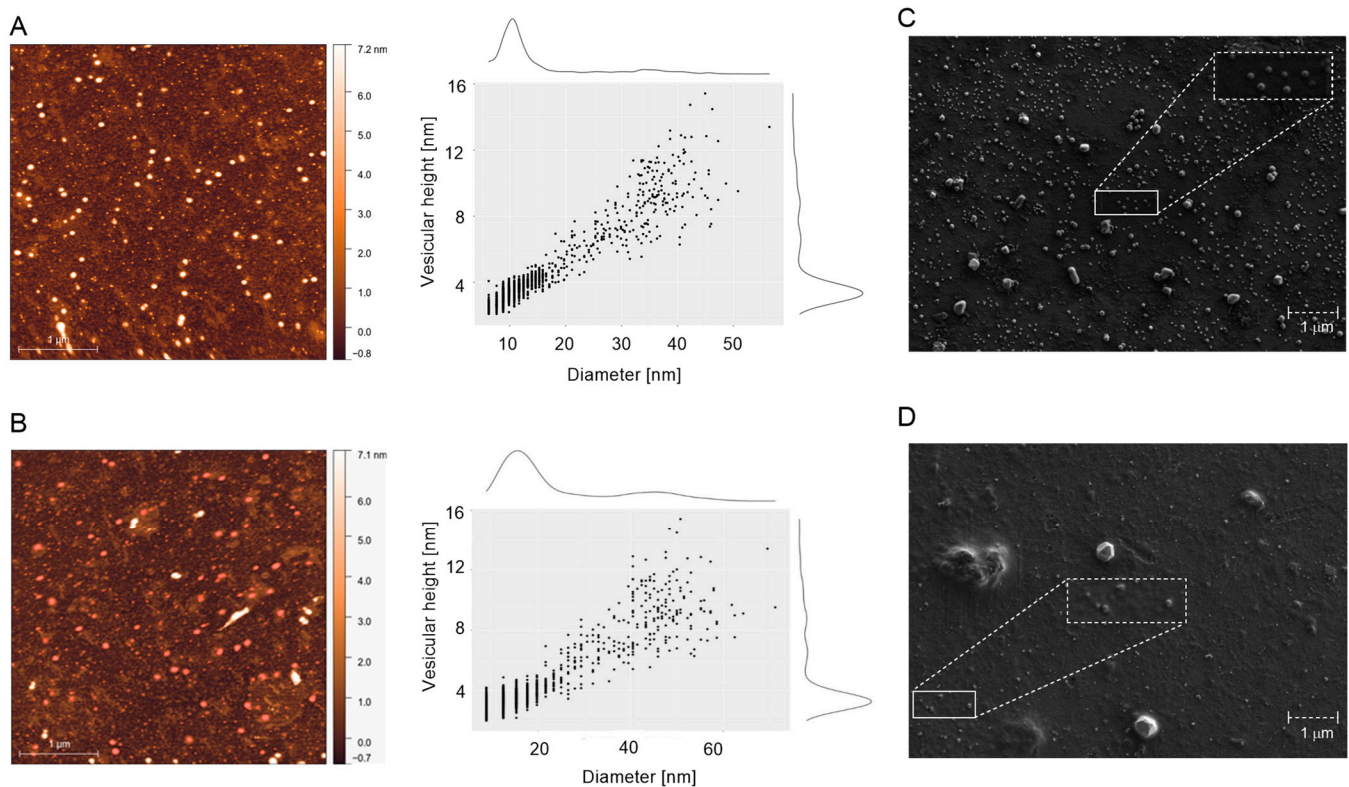 A
7.2 nm
6.0
5.0
4.0
3.0
2.0
1.0
0.0
−0.8
1 μm
Vesicular height [nm]
16
12
8
4
10
20
30
40
50
Diameter [nm]
C
1 μm
B
7.1 nm
6.0
5.0
4.0
3.0
2.0
1.0
0.0
−0.7
1 μm
Vesicular height [nm]
16
12
8
4
20
40
60
Diameter [nm]
D
1 μm